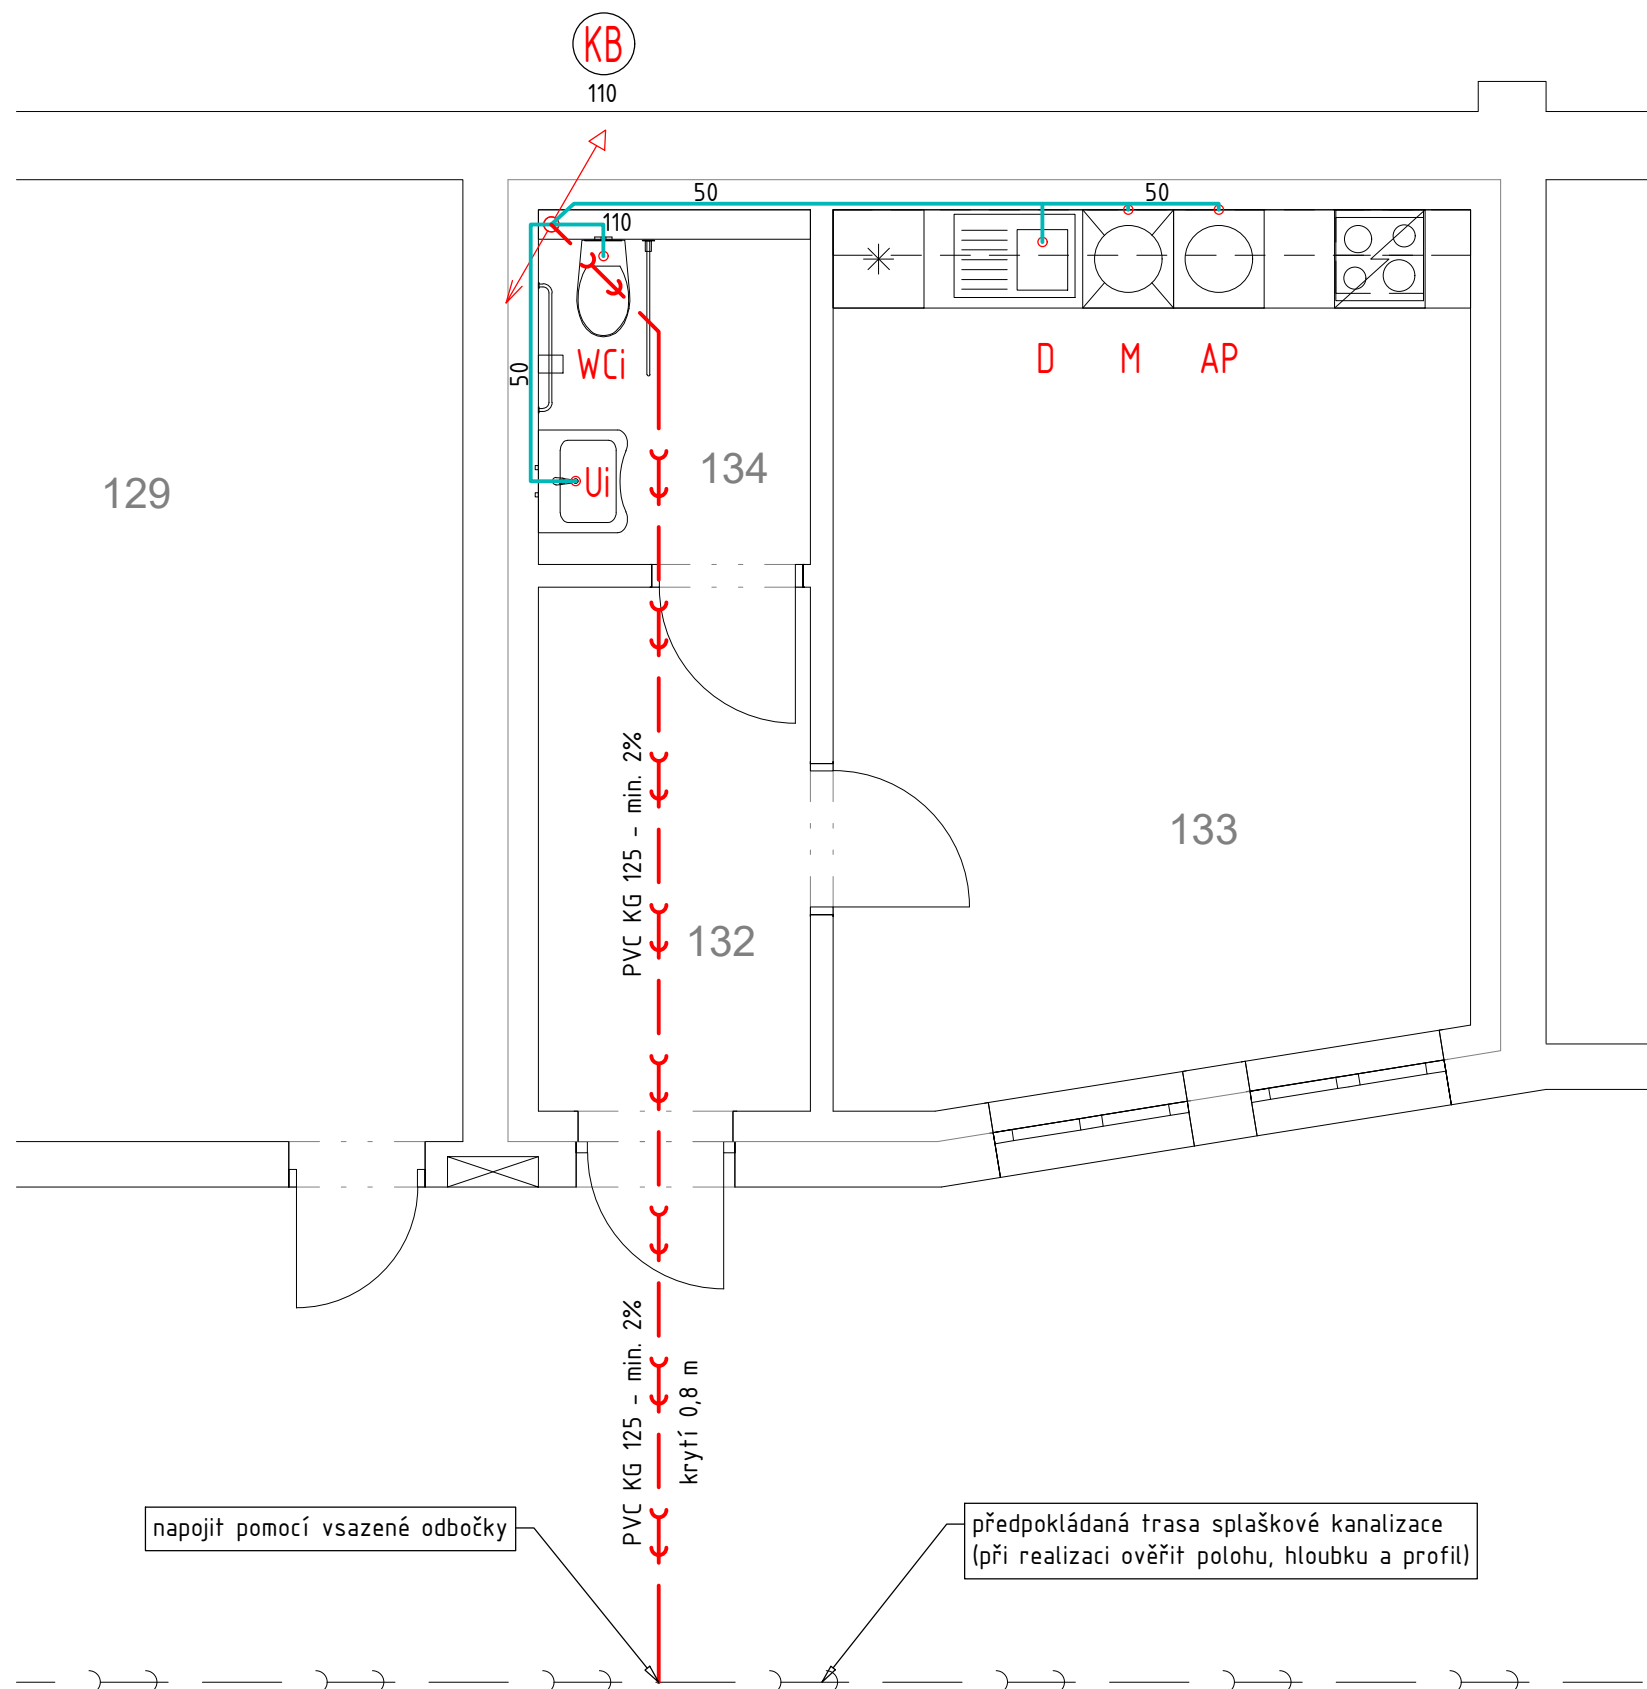 KB
110
50
50
110
WCi
50
D
M
AP
Ui
134
129
PVC KG 125 - min. 2%
133
132
PVC KG 125 - min. 2%
krytí 0,8 m
napojit pomocí vsazené odbočky
předpokládaná trasa splaškové kanalizace
(při realizaci ověřit polohu, hloubku a profil)